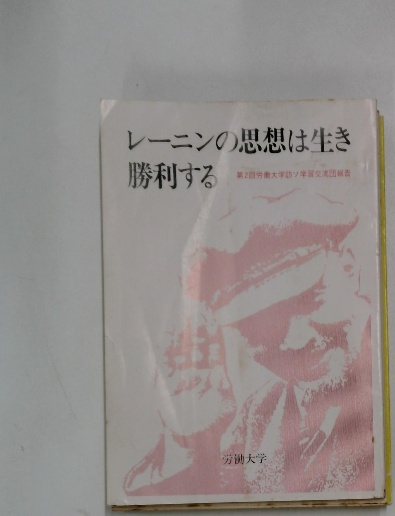 レーニンの思想は生き
勝利する
第2回労働大学訪ソ学習交流団報告
労働大学